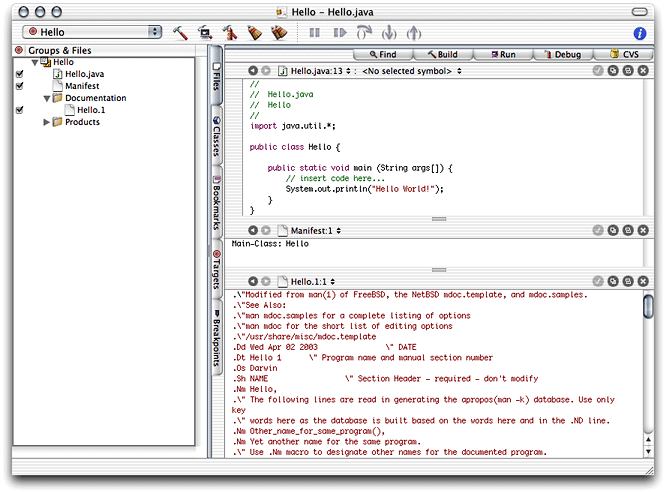 Hello – Hello.java
Hello
Groups & Files
Hello
Hello.java
Manifest
Documentation
Hello.1
Products
Files
Classes
Bookmarks
Targets
Breakpoints
Find
Build
Run
Debug
CVS
Hello.java:13 : <No selected symbol>
//
//  Hello.java
//  Hello
//
import java.util.*;
public class Hello {
public static void main (String args[]) {
// insert code here...
System.out.println("Hello World!");
}
}
Manifest:1
Main-Class: Hello
Hello.1:1
.\"Modified from man(1) of FreeBSD, the NetBSD mdoc.template, and mdoc.samples.
.\"See Also:
.\"man mdoc.samples for a complete listing of options
.\"man mdoc for the short list of editing options
.\"/usr/share/misc/mdoc.template
.Dd Wed Apr 02 2003 \" DATE
.Dt Hello 1 \" Program name and manual section number
.Os Darwin
.Sh NAME \" Section Header - required - don't modify
.Nm Hello,
.\" The following lines are read in generating the apropos(man -k) database. Use only
key
.\" words here as the database is built based on the words here and in the .ND line.
.Nm Other_name_for_same_program(),
.Nm Yet another name for the same program.
.\" Use .Nm macro to designate other names for the documented program.